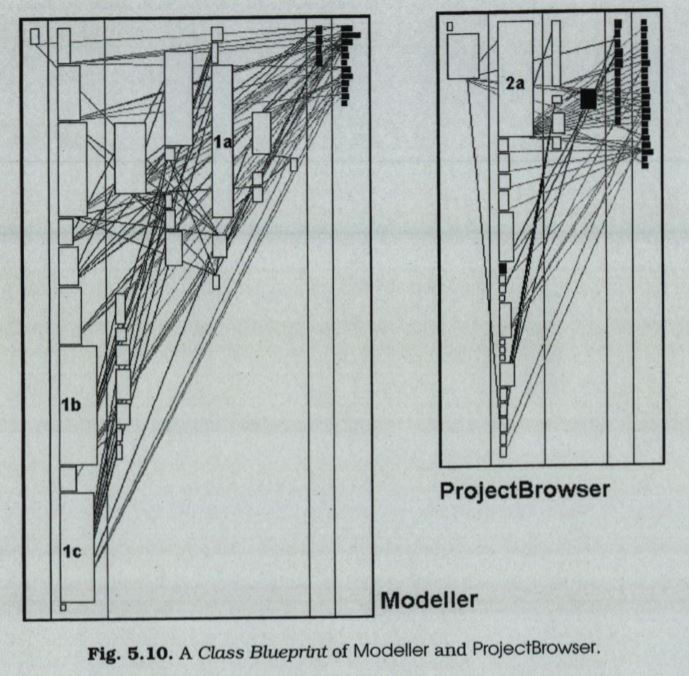 1a
1b
1c
Modeller
2a
ProjectBrowser
Fig. 5.10. A Class Blueprint of Modeller and ProjectBrowser.